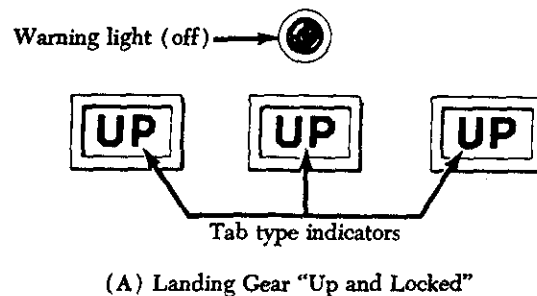 Warning light (off)
UP UP UP
Tab type indicators
(A) Landing Gear “Up and Locked”